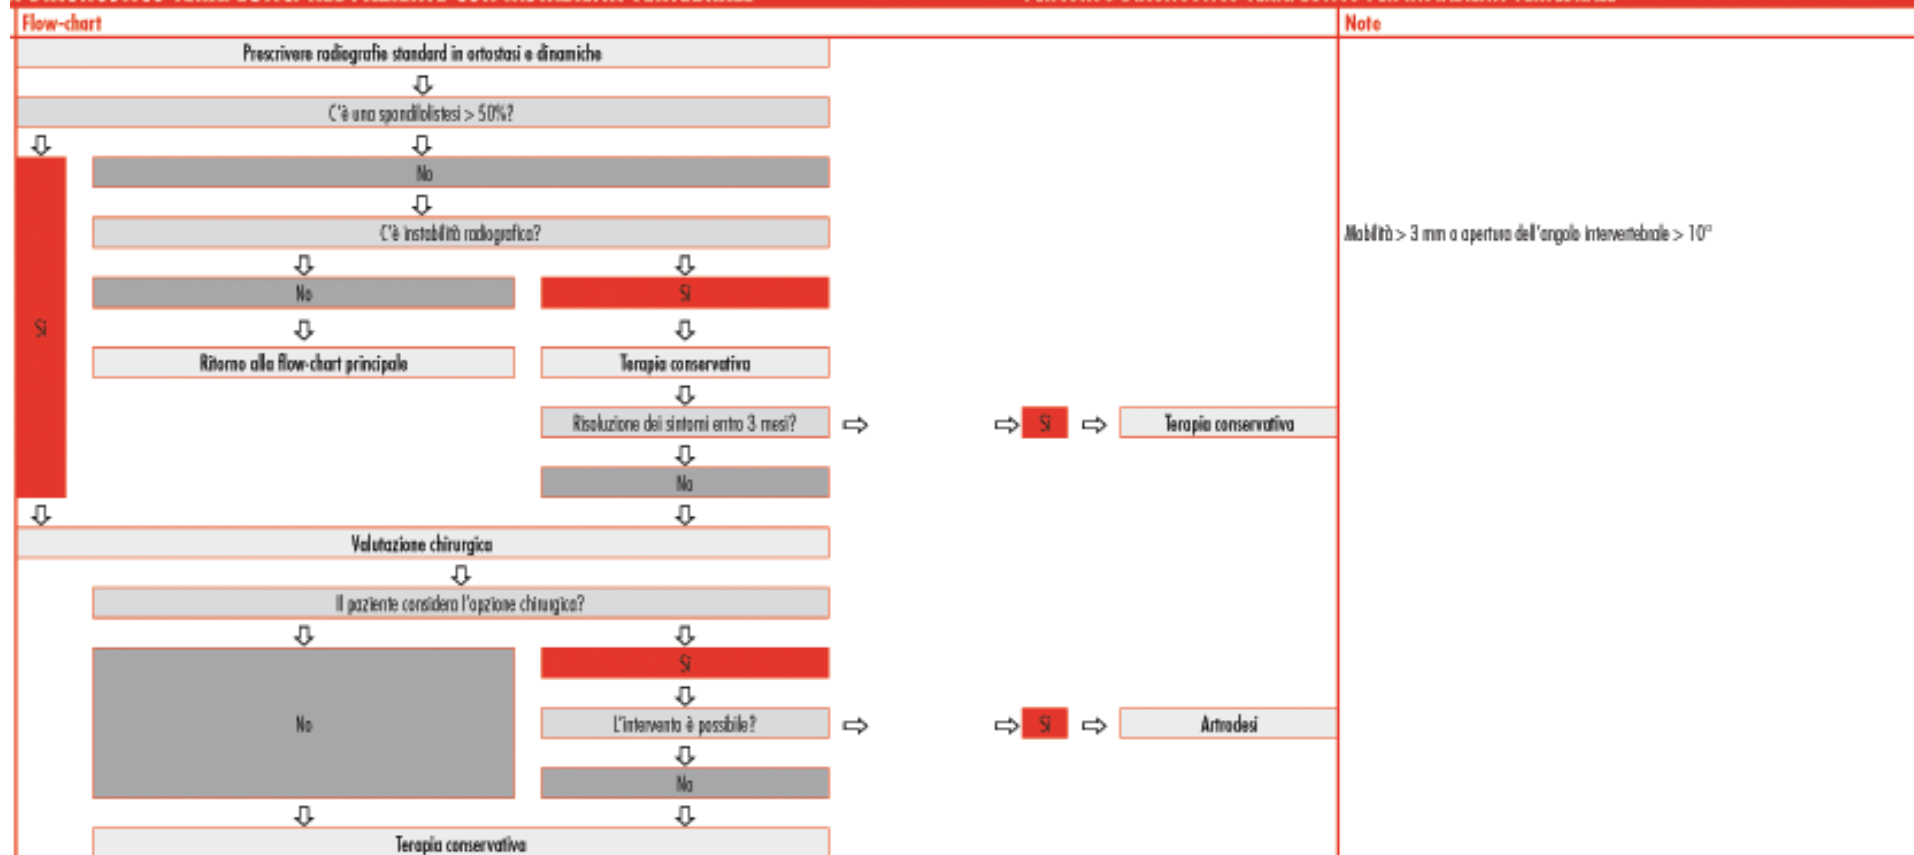 Flow-chart
Note
Prescrivere radiografie standard in ortostasi e dinamiche
C'è una spondilolistesi > 50%?
No
C'è instabilità radiografica?
Mobilità > 3 mm o apertura dell'angolo intervertebrale > 10°
No
Sì
Sì
Ritorno alla flow-chart principale
Terapia conservativa
Risoluzione dei sintomi entro 3 mesi?
Sì
Terapia conservativa
No
Valutazione chirurgica
Il paziente considera l'opzione chirurgica?
Sì
No
L'intervento è possibile?
Sì
Artrodesi
No
Terapia conservativa